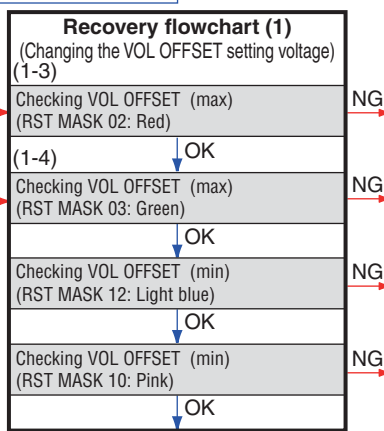 Recovery flowchart (1)
(Changing the VOL OFFSET setting voltage)
(1-3)
Checking VOL OFFSET (max)
(RST MASK 02: Red)
NG
OK
(1-4)
Checking VOL OFFSET (max)
(RST MASK 03: Green)
NG
OK
Checking VOL OFFSET (min)
(RST MASK 12: Light blue)
NG
OK
Checking VOL OFFSET (min)
(RST MASK 10: Pink)
NG
OK